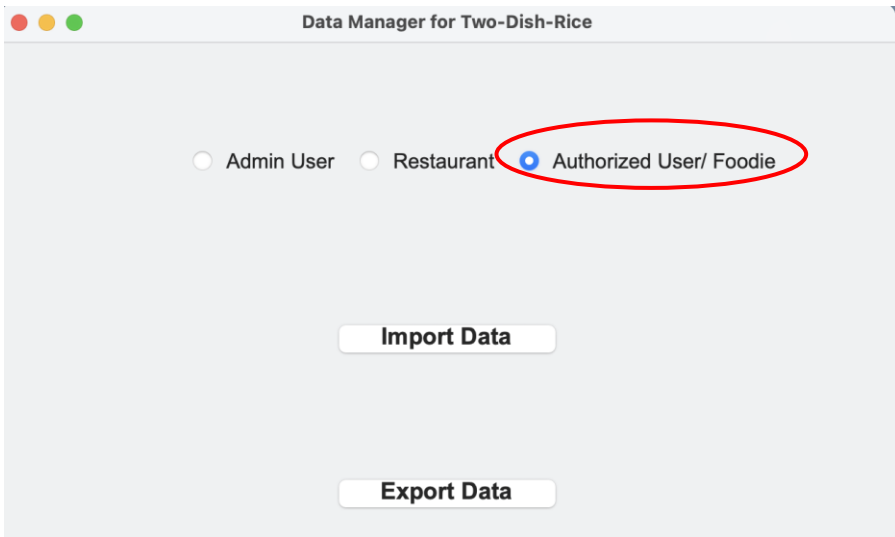 Data Manager for Two-Dish-Rice
Admin User Restaurant Authorized User/ Foodie
Import Data
Export Data